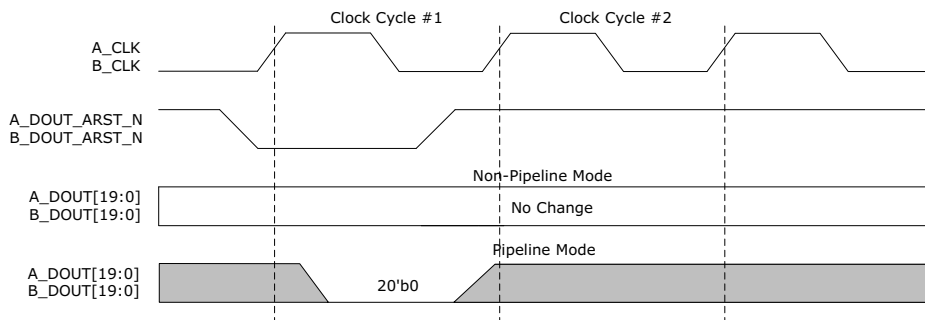 Clock Cycle #1
Clock Cycle #2
A_CLK
B_CLK
A_DOUT_ARST_N
B_DOUT_ARST_N
Non-Pipeline Mode
A_DOUT[19:0]
B_DOUT[19:0]
No Change
Pipeline Mode
A_DOUT[19:0]
B_DOUT[19:0]
20'b0